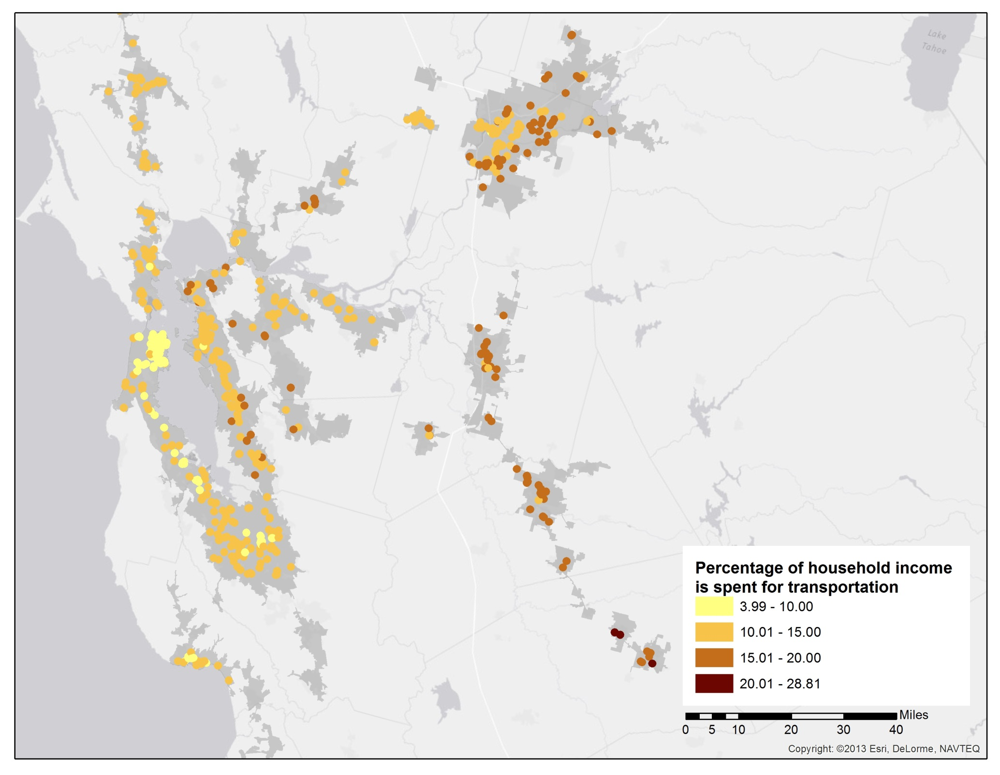 Lake
Tahoe
Percentage of household income
is spent for transportation
3.99 - 10.00
10.01 - 15.00
15.01 - 20.00
20.01 - 28.81
Miles
0 5 10 20 30 40
Copyright: ©2013 Esri, DeLorme, NAVTEQ